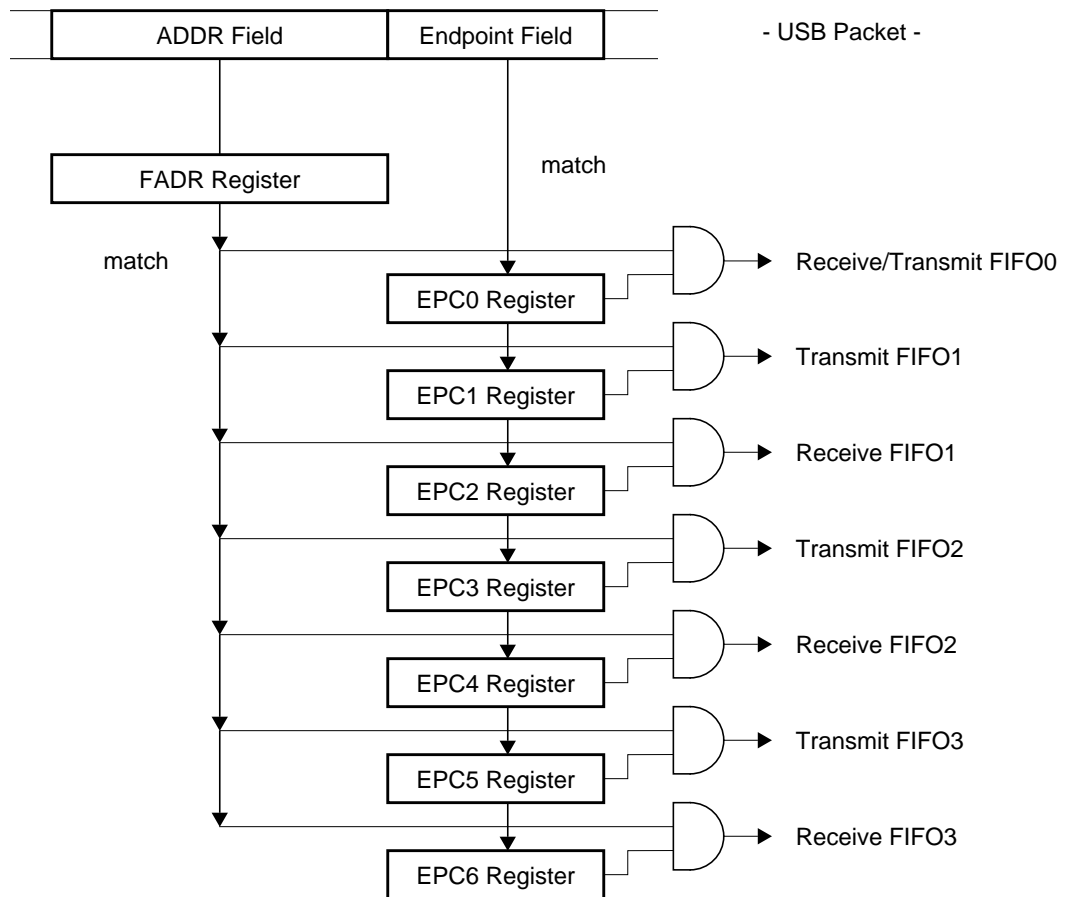 ADDR Field
Endpoint Field
- USB Packet -
match
FADR Register
match
Receive/Transmit FIFO0
EPC0 Register
Transmit FIFO1
EPC1 Register
Receive FIFO1
EPC2 Register
Transmit FIFO2
EPC3 Register
Receive FIFO2
EPC4 Register
Transmit FIFO3
EPC5 Register
Receive FIFO3
EPC6 Register